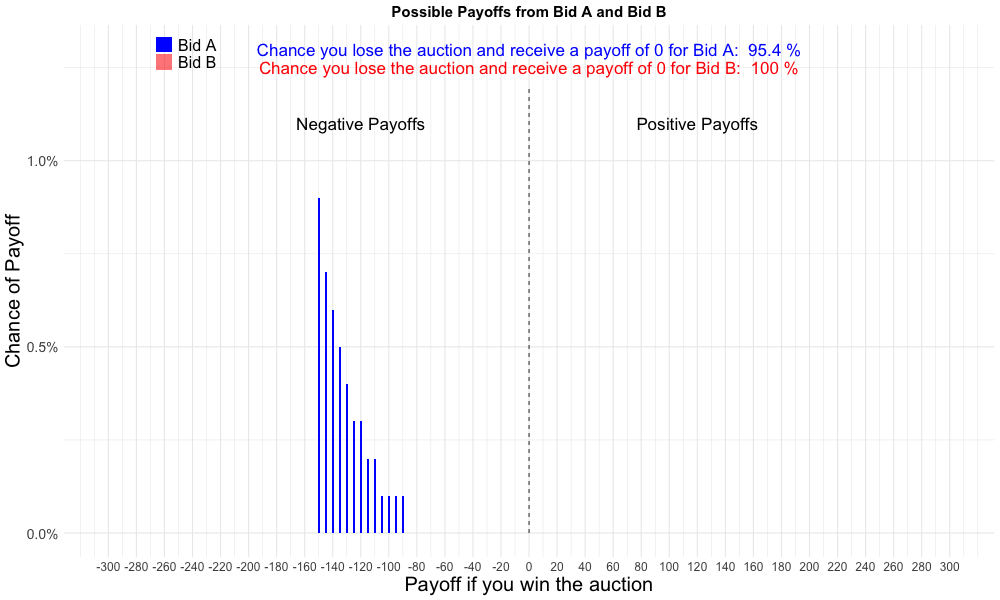 Possible Payoffs from Bid A and Bid B
Bid A
Bid B
Chance you lose the auction and receive a payoff of 0 for Bid A:  95.4 %
Chance you lose the auction and receive a payoff of 0 for Bid B:  100 %
Negative Payoffs
Positive Payoffs
Chance of Payoff
1.0%
0.5%
0.0%
-300 -280 -260 -240 -220 -200 -180 -160 -140 -120 -100 -80 -60 -40 -20 0 20 40 60 80 100 120 140 160 180 200 220 240 260 280 300
Payoff if you win the auction